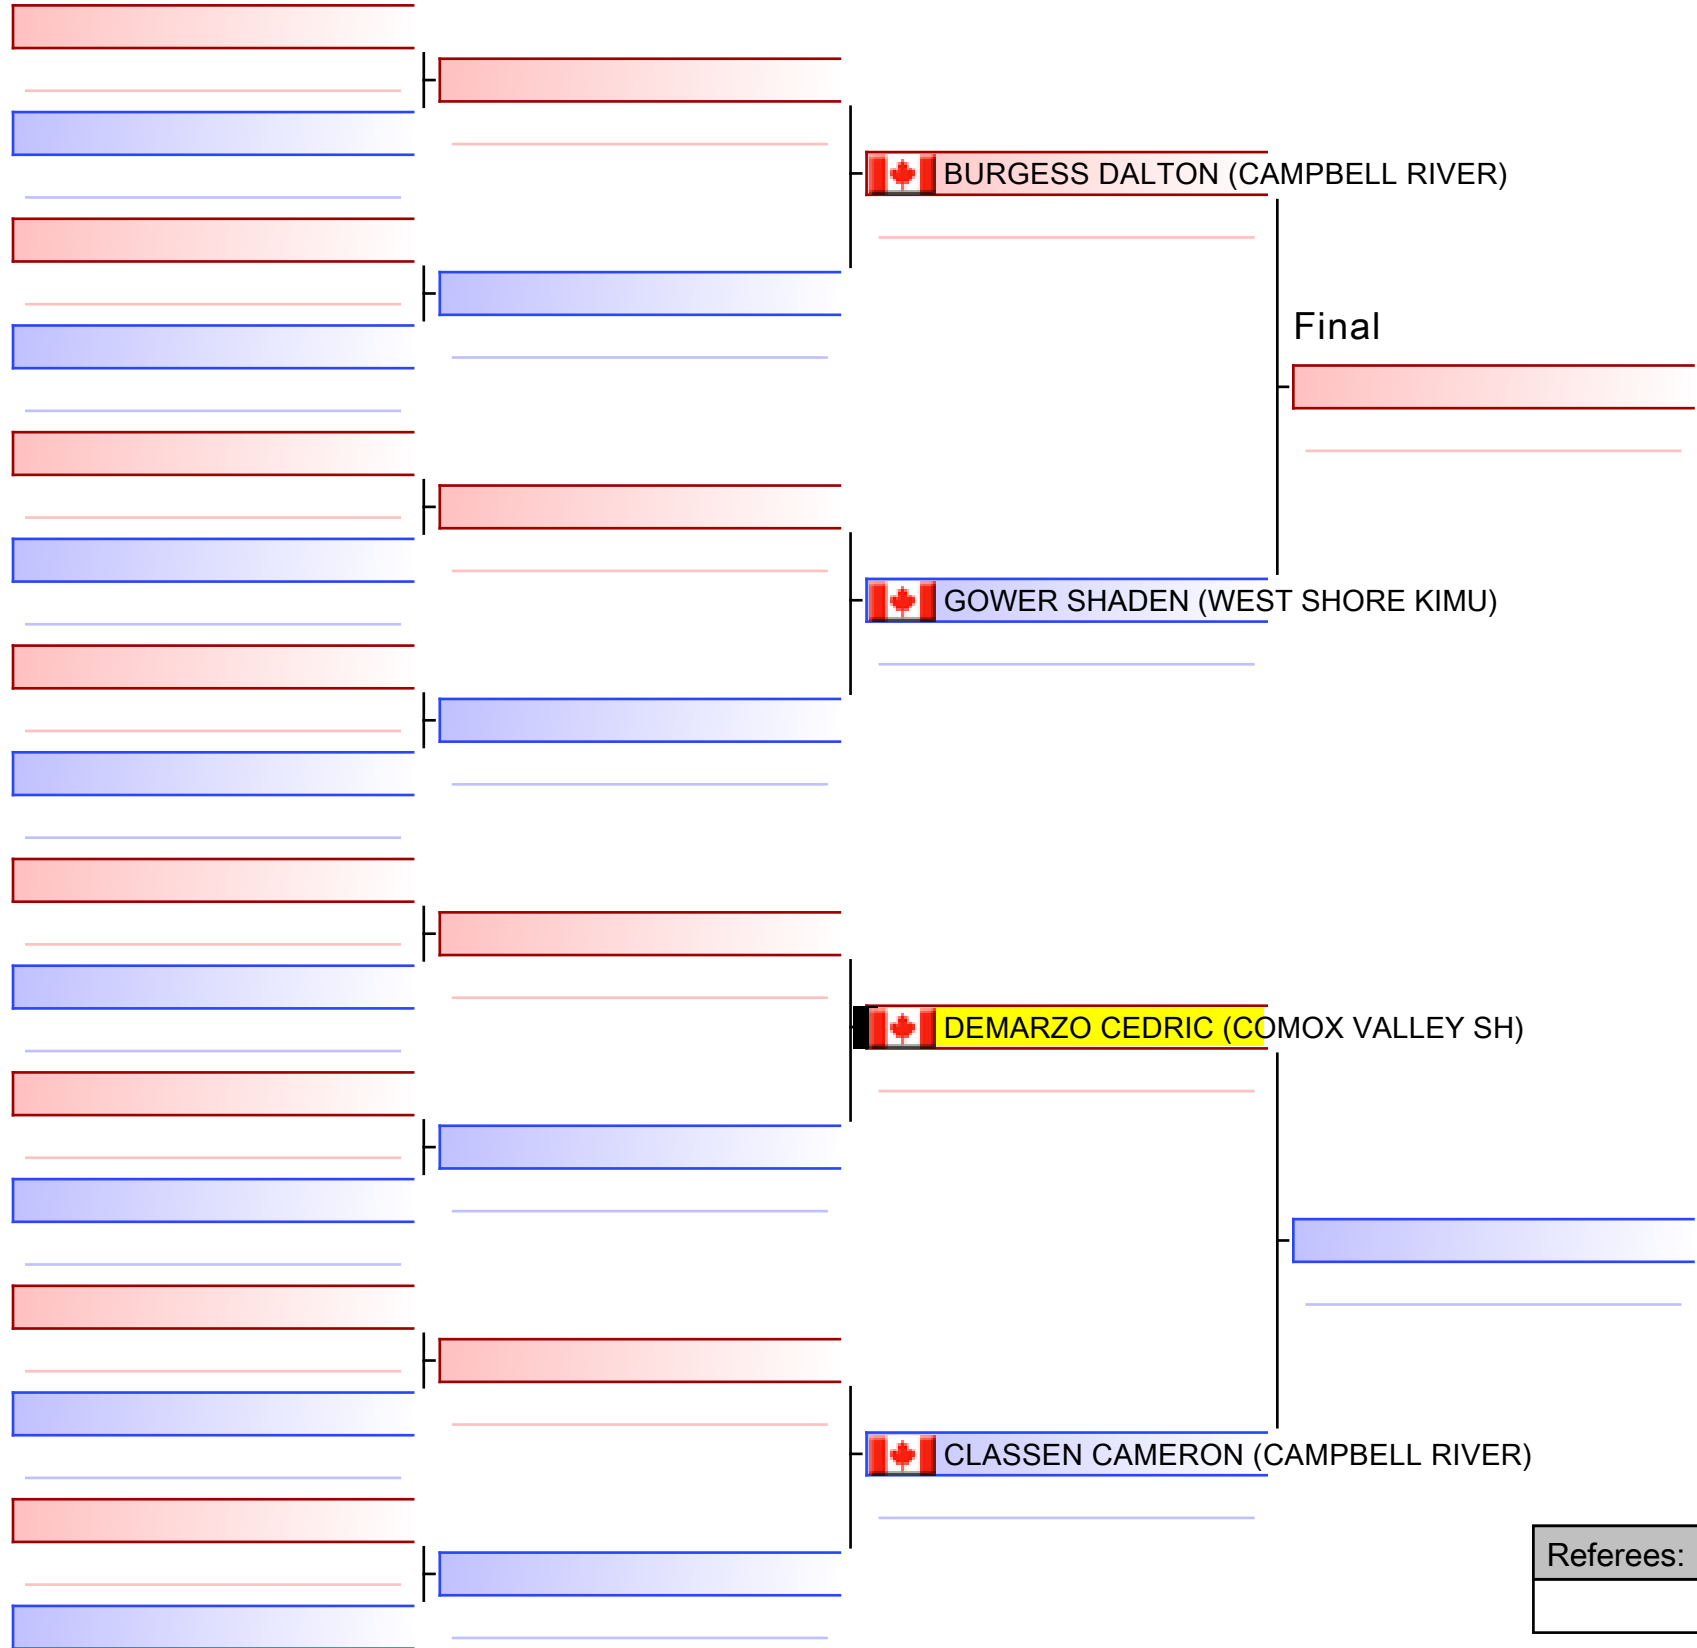 BURGESS DALTON (CAMPBELL RIVER)
Final
GOWER SHADEN (WEST SHORE KIMU)
DEMARZO CEDRIC (COMOX VALLEY SH)
CLASSEN CAMERON (CAMPBELL RIVER)
Referees: